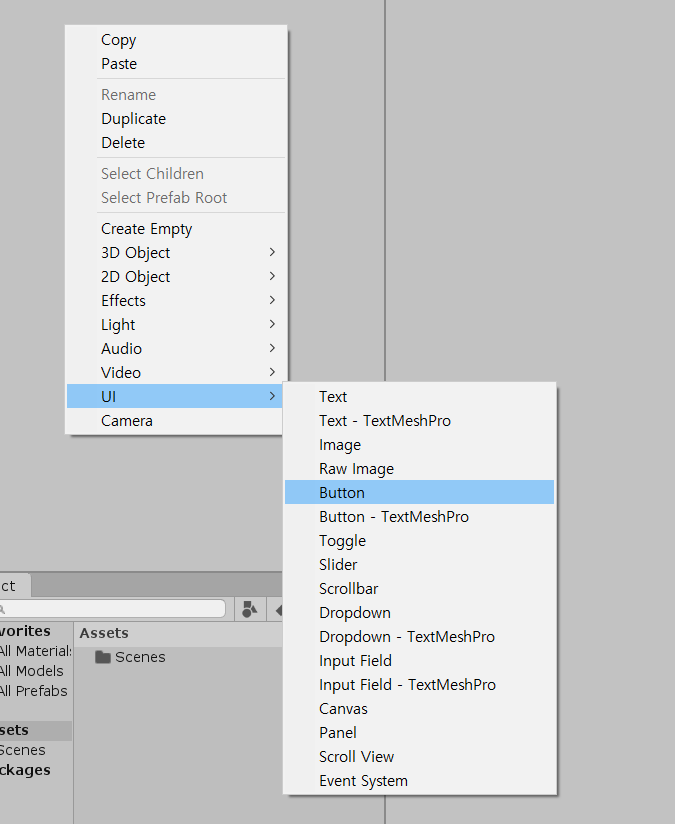 Copy
Paste
Rename
Duplicate
Delete
Select Children
Select Prefab Root
Create Empty
3D Object
2D Object
Effects
Light
Audio
Video
UI
Camera
Text
Text - TextMeshPro
Image
Raw Image
Button
Button - TextMeshPro
Toggle
Slider
Scrollbar
Dropdown
Dropdown - TextMeshPro
Input Field
Input Field - TextMeshPro
Canvas
Panel
Scroll View
Event System
ct
vorites
All Materials
All Models
All Prefabs
sets
Scenes
ckages
Assets
Scenes